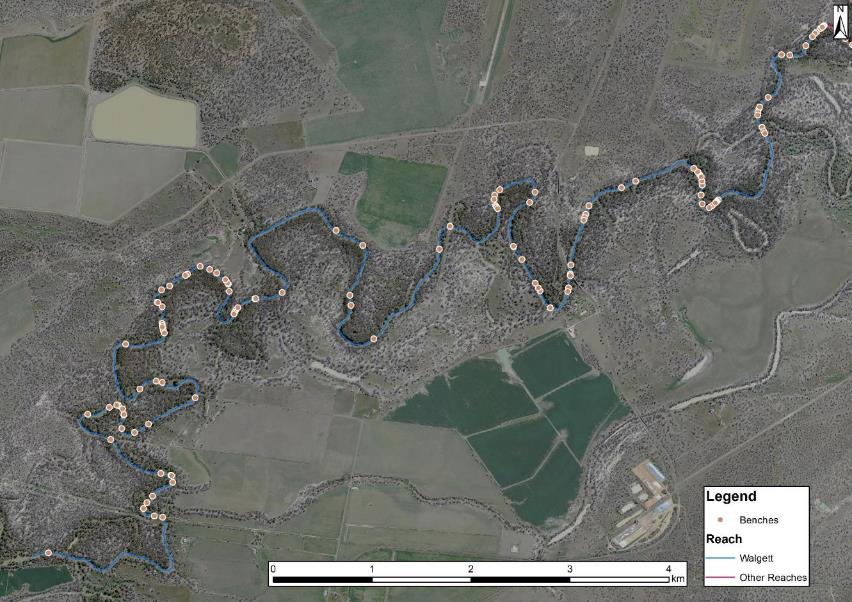 N
Legend
Benches
Reach
Walgett
Other Reaches
0 1 2 3 4
km